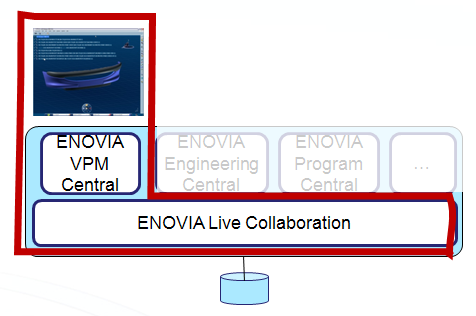 ENOVIA
VPM
Central
ENOVIA
Engineering
Central
ENOVIA
Program
Central
...
ENOVIA Live Collaboration